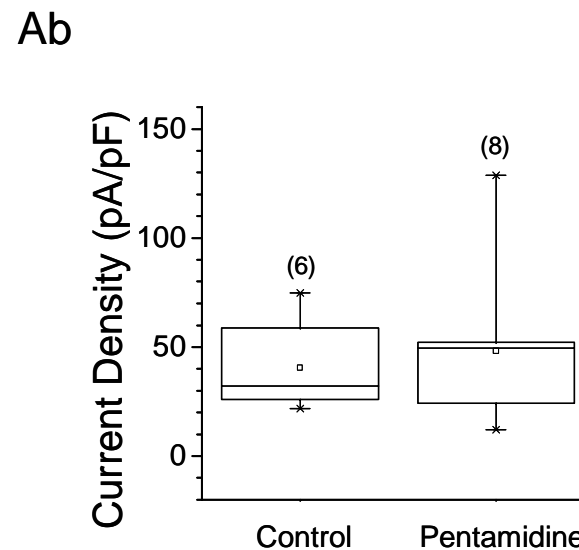 Ab
Current Density (pA/pF)
150
100
50
0
(6)
(8)
Control
Pentamidine